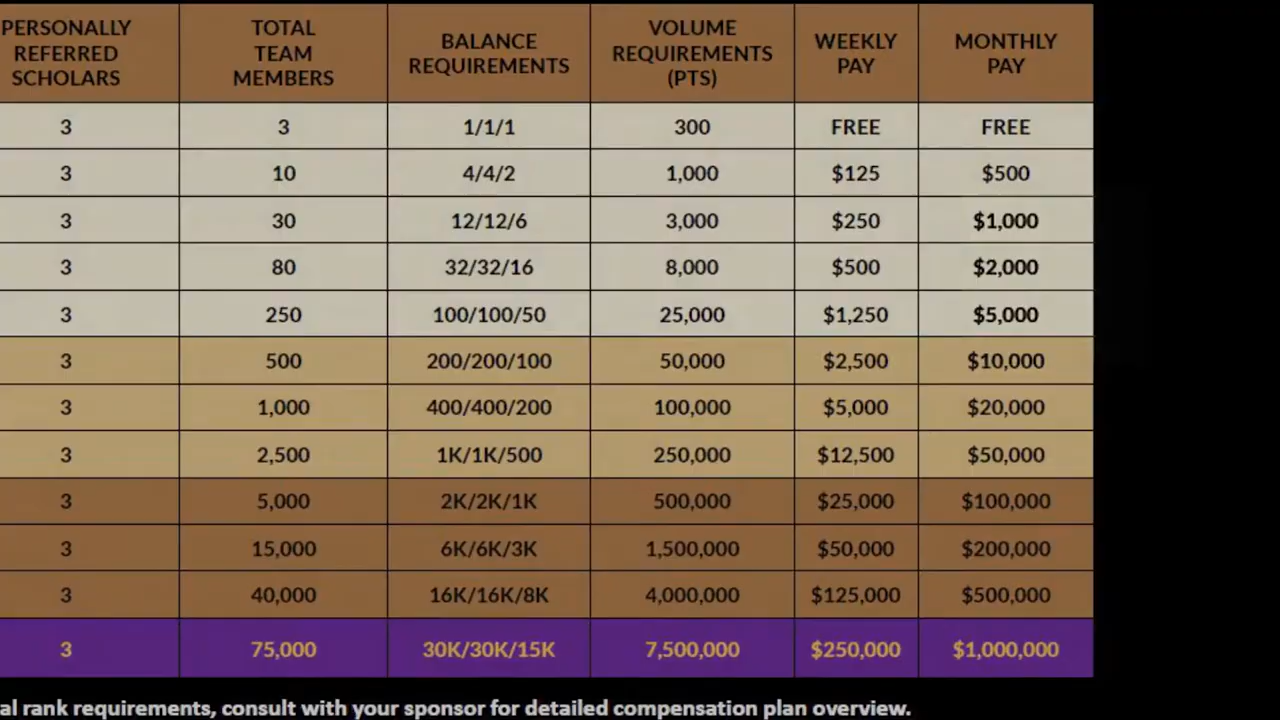 PERSONALLY REFERRED SCHOLARS TOTAL TEAM MEMBERS BALANCE REQUIREMENTS VOLUME REQUIREMENTS (PTS) WEEKLY PAY MONTHLY PAY
3 3 1/1/1 300 FREE FREE
3 10 4/4/2 1,000 $125 $500
3 30 12/12/6 3,000 $250 $1,000
3 80 32/32/16 8,000 $500 $2,000
3 250 100/100/50 25,000 $1,250 $5,000
3 500 200/200/100 50,000 $2,500 $10,000
3 1,000 400/400/200 100,000 $5,000 $20,000
3 2,500 1K/1K/500 250,000 $12,500 $50,000
3 5,000 2K/2K/1K 500,000 $25,000 $100,000
3 15,000 6K/6K/3K 1,500,000 $50,000 $200,000
3 40,000 16K/16K/8K 4,000,000 $125,000 $500,000
3 75,000 30K/30K/15K 7,500,000 $250,000 $1,000,000
al rank requirements, consult with your sponsor for detailed compensation plan overview.